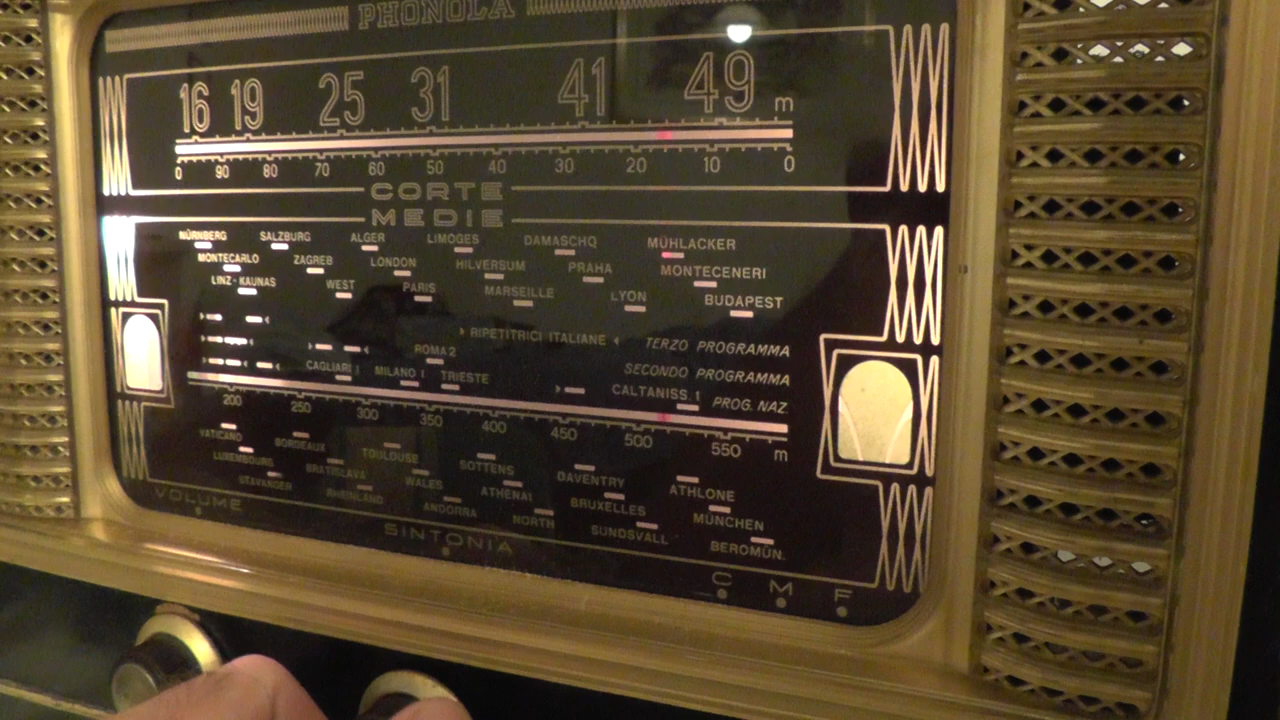 PHONOLA
16 19 25 31 41 49 m
0 90 80 70 60 50 40 30 20 10 0
CORTE
MEDIE
NÜRNBERG SALZBURG ALGER LIMOGES DAMASCHQ MÜHLACKER
MONTECARLO ZAGREB LONDON HILVERSUM PRAHA MONTECENERI
LINZ-KAUNAS WEST PARIS MARSEILLE LYON BUDAPEST
RIPETITRICI ITALIANE TERZO PROGRAMMA
ROMA 2 SECONDO PROGRAMMA
CAGLIARI 1 MILANO 1 TRIESTE CALTANISS. 1 PROG. NAZ.
200 250 300 350 400 450 500 550 m
VATICANO BORDEAUX TOULOUSE SOTTENS DAVENTRY ATHLONE
LUXEMBOURG BRATISLAVA WALES ATHENAI BRUXELLES MÜNCHEN
STAVANGER RHEINLAND ANDORRA NORTH SUNDSVALL BEROMÜN.
VOLUME SINTONIA C M F